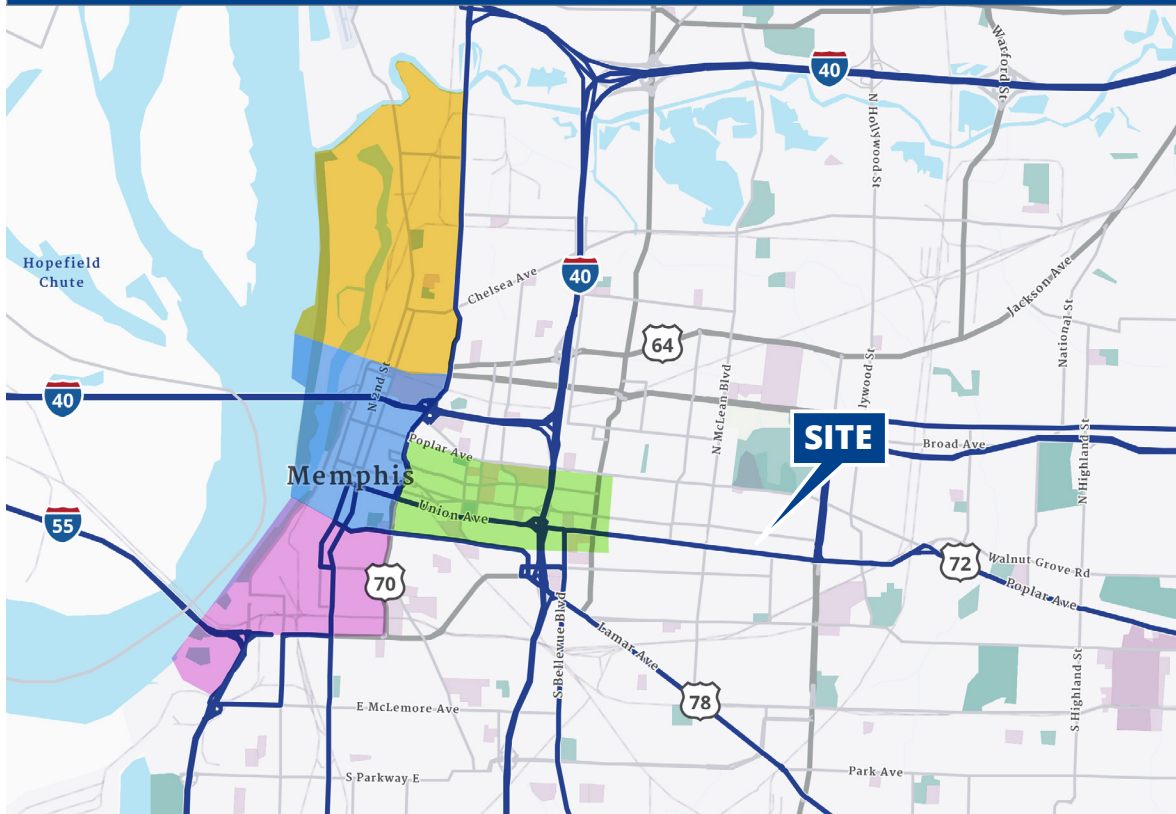 40
Warford St
N Hollywood St
Hopefield
Chute
40
Chelsea Ave
Jackson Ave
National St
64
N 2nd St
N McLean Blvd
lywood St
40
SITE
Broad Ave
N Highland St
Poplar Ave
Memphis
Union Ave
55
72
Walnut Grove Rd
Poplar Ave
70
S Bellevue Blvd
Lamar Ave
S Highland St
78
E McLemore Ave
S Parkway E
Park Ave